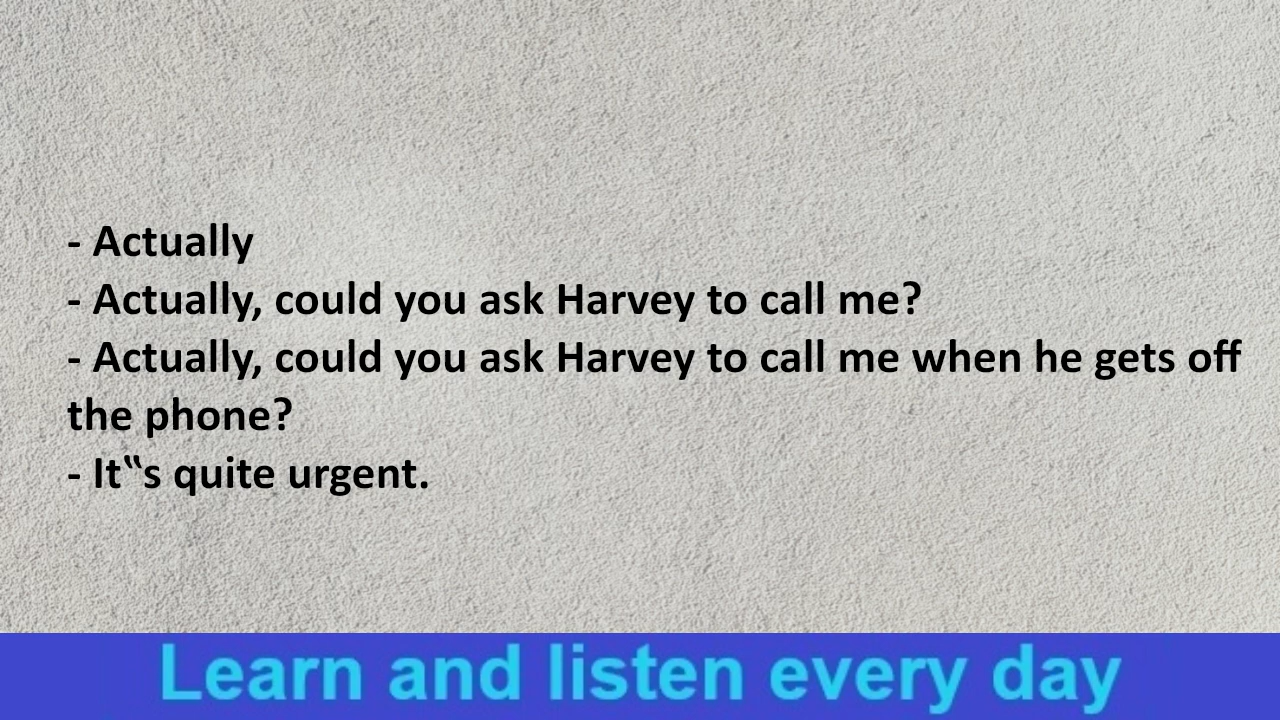 - Actually
- Actually, could you ask Harvey to call me?
- Actually, could you ask Harvey to call me when he gets off
the phone?
- It‟s quite urgent.
Learn and listen every day